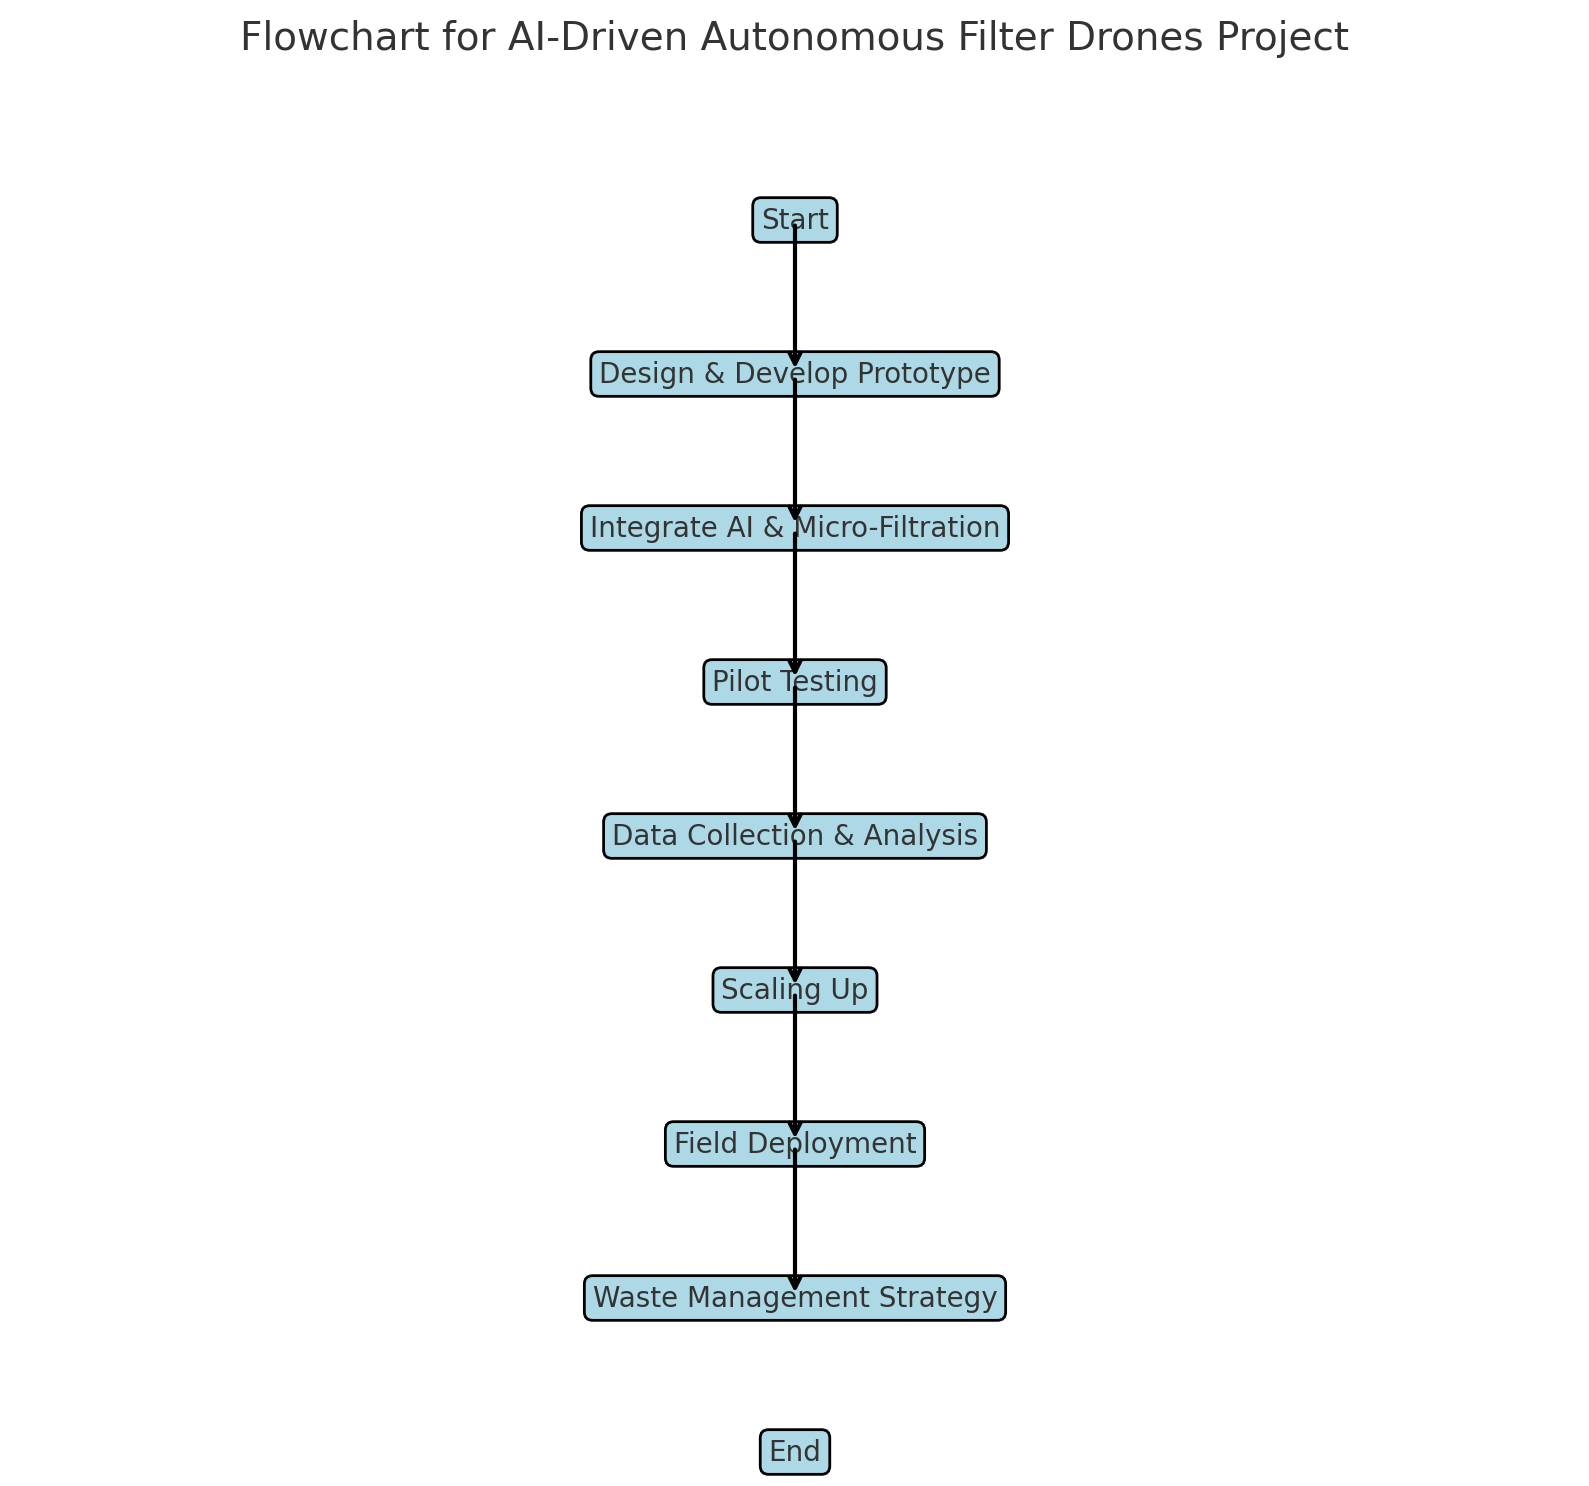 Flowchart for AI-Driven Autonomous Filter Drones Project
Start
Design & Develop Prototype
Integrate AI & Micro-Filtration
Pilot Testing
Data Collection & Analysis
Scaling Up
Field Deployment
Waste Management Strategy
End